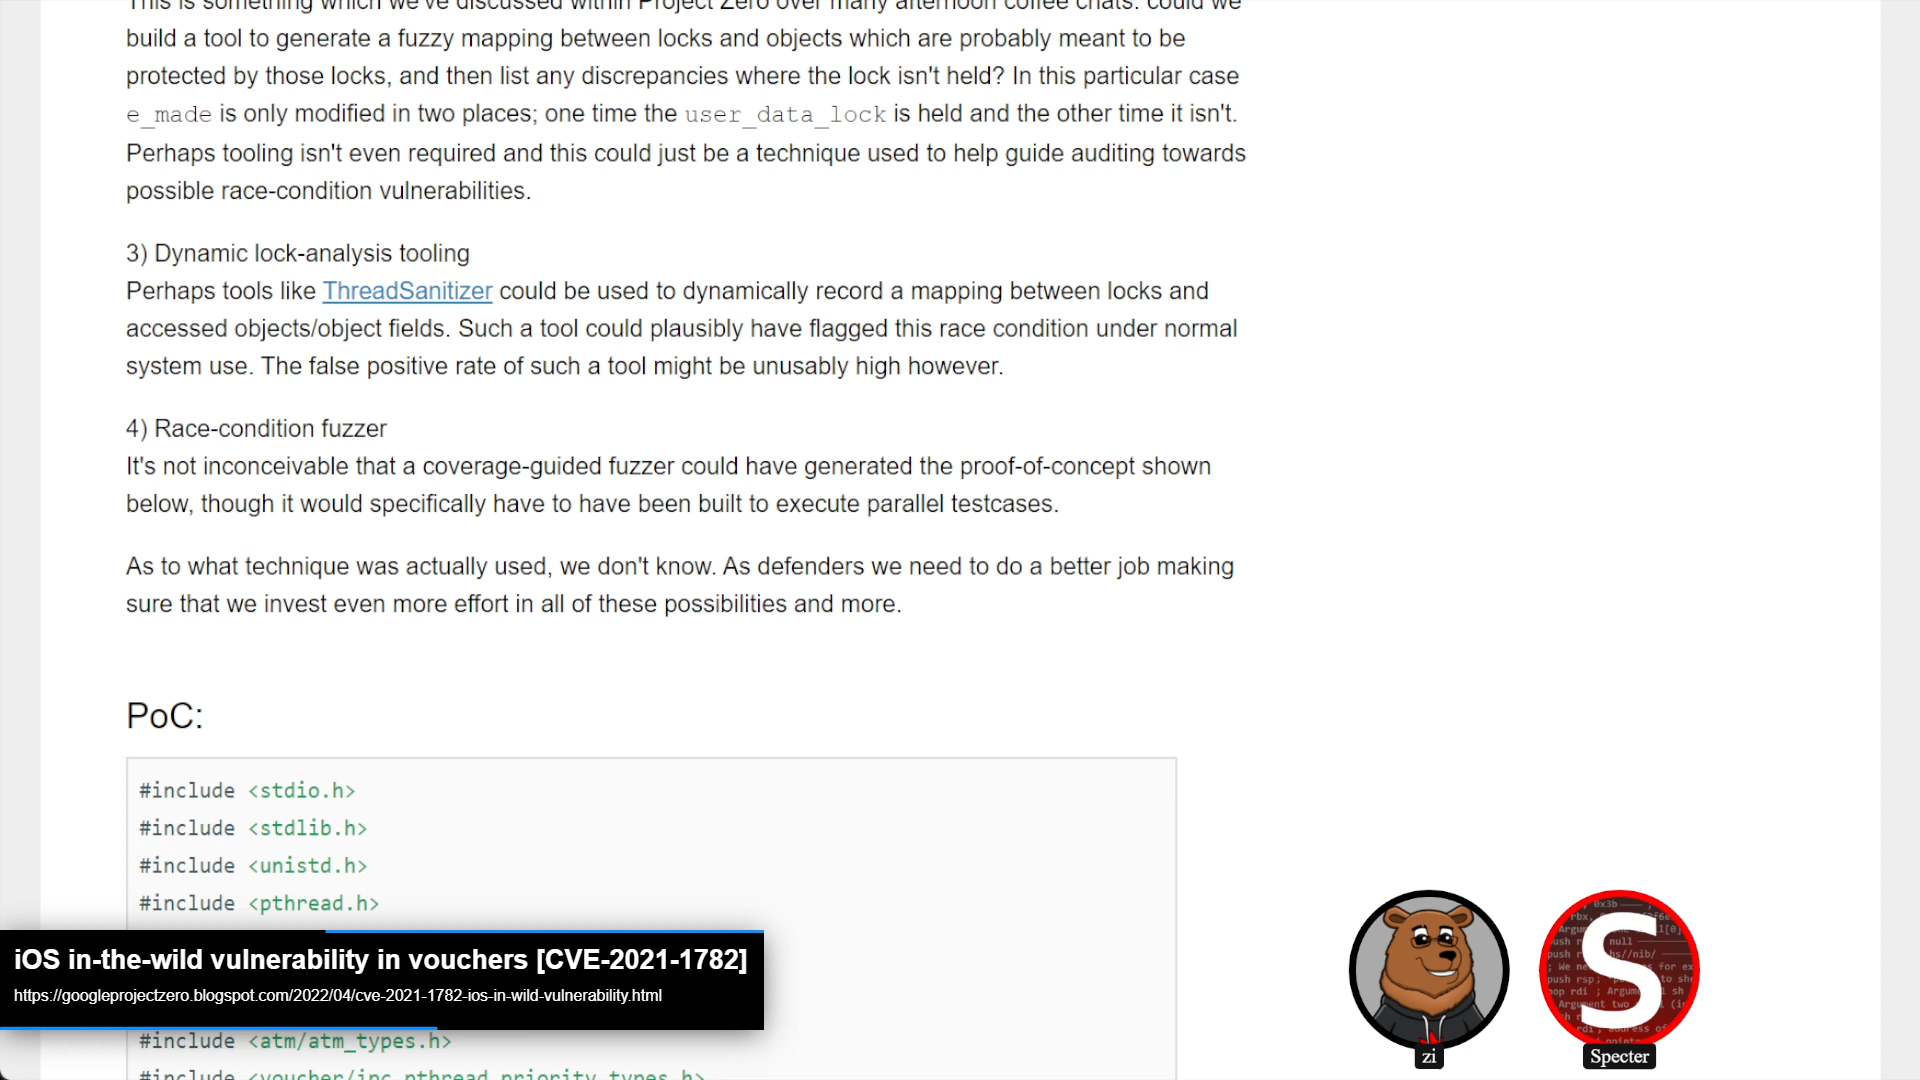 This is something which we've discussed within Project Zero over many afternoon coffee chats: could we
build a tool to generate a fuzzy mapping between locks and objects which are probably meant to be
protected by those locks, and then list any discrepancies where the lock isn't held? In this particular case
e_made is only modified in two places; one time the user_data_lock is held and the other time it isn't.
Perhaps tooling isn't even required and this could just be a technique used to help guide auditing towards
possible race-condition vulnerabilities.
3) Dynamic lock-analysis tooling
Perhaps tools like ThreadSanitizer could be used to dynamically record a mapping between locks and
accessed objects/object fields. Such a tool could plausibly have flagged this race condition under normal
system use. The false positive rate of such a tool might be unusably high however.
4) Race-condition fuzzer
It's not inconceivable that a coverage-guided fuzzer could have generated the proof-of-concept shown
below, though it would specifically have to have been built to execute parallel testcases.
As to what technique was actually used, we don't know. As defenders we need to do a better job making
sure that we invest even more effort in all of these possibilities and more.
PoC:
#include <stdio.h>
#include <stdlib.h>
#include <unistd.h>
#include <pthread.h>
iOS in-the-wild vulnerability in vouchers [CVE-2021-1782]
https://googleprojectzero.blogspot.com/2022/04/cve-2021-1782-ios-in-wild-vulnerability.html
#include <atm/atm_types.h>
#include <voucher/ipc_pthread_priority_types.h>
S
zi
Specter